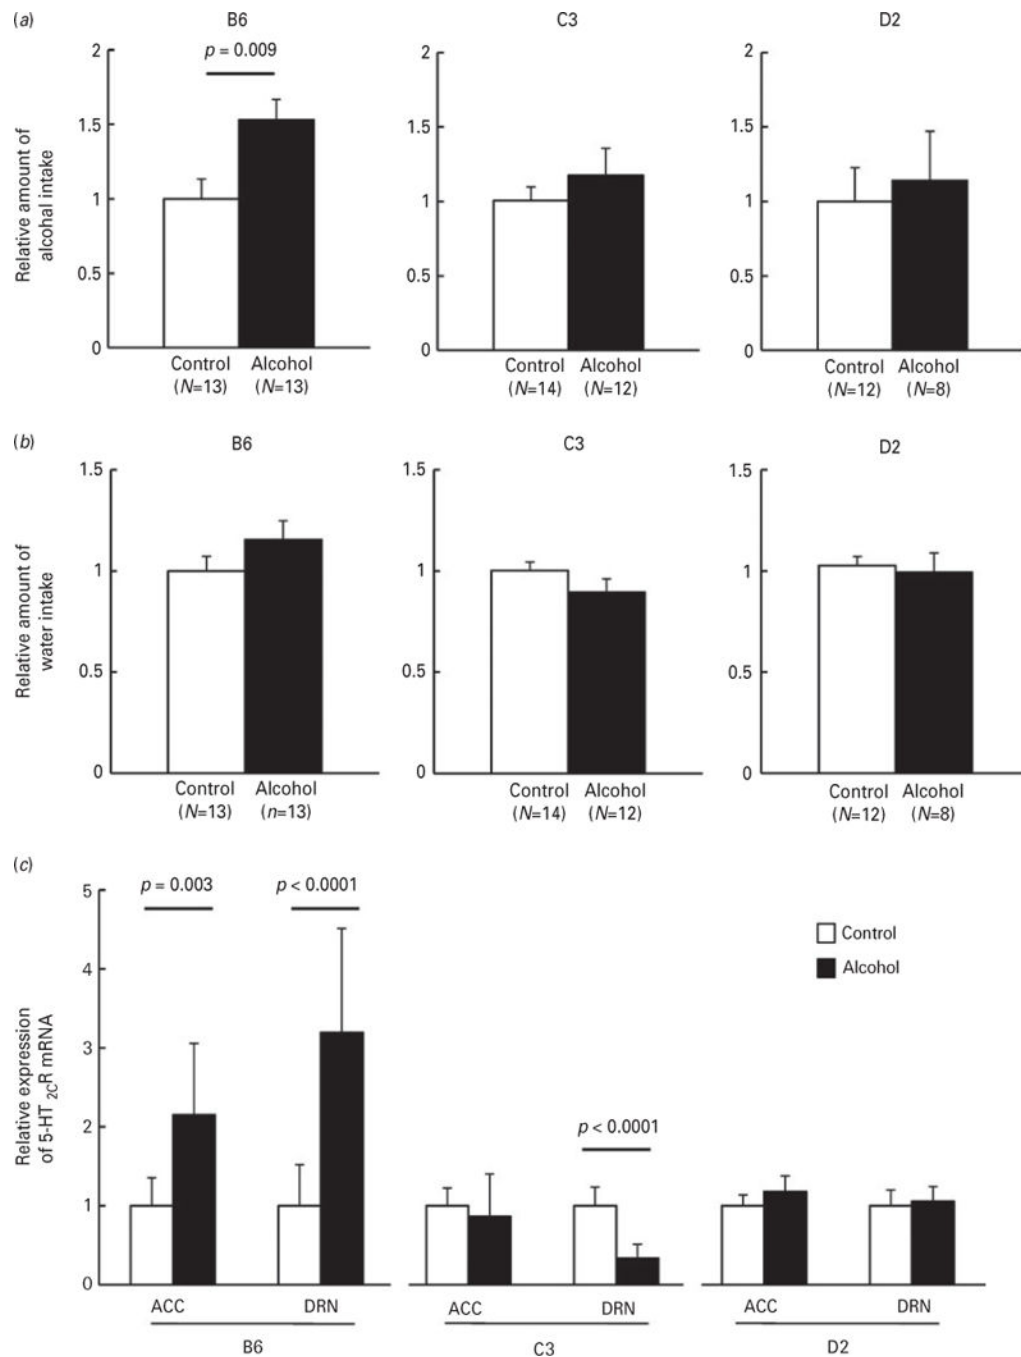 (a)
B6
C3
D2
Relative amount of
alcohal intake
2
1.5
1
0.5
0
p = 0.009
Control
(N=13)
Alcohol
(N=13)
2
1.5
1
0.5
0
Control
(N=14)
Alcohol
(N=12)
2
1.5
1
0.5
0
Control
(N=12)
Alcohol
(N=8)
(b)
B6
C3
D2
Relative amount of
water intake
1.5
1
0.5
0
Control
(N=13)
Alcohol
(n=13)
1.5
1
0.5
0
Control
(N=14)
Alcohol
(N=12)
1.5
1
0.5
0
Control
(N=12)
Alcohol
(N=8)
(c)
Relative expression
of 5-HT 2CR mRNA
5
4
3
2
1
0
p = 0.003
p < 0.0001
p < 0.0001
Control
Alcohol
ACC
DRN
ACC
DRN
ACC
DRN
B6
C3
D2